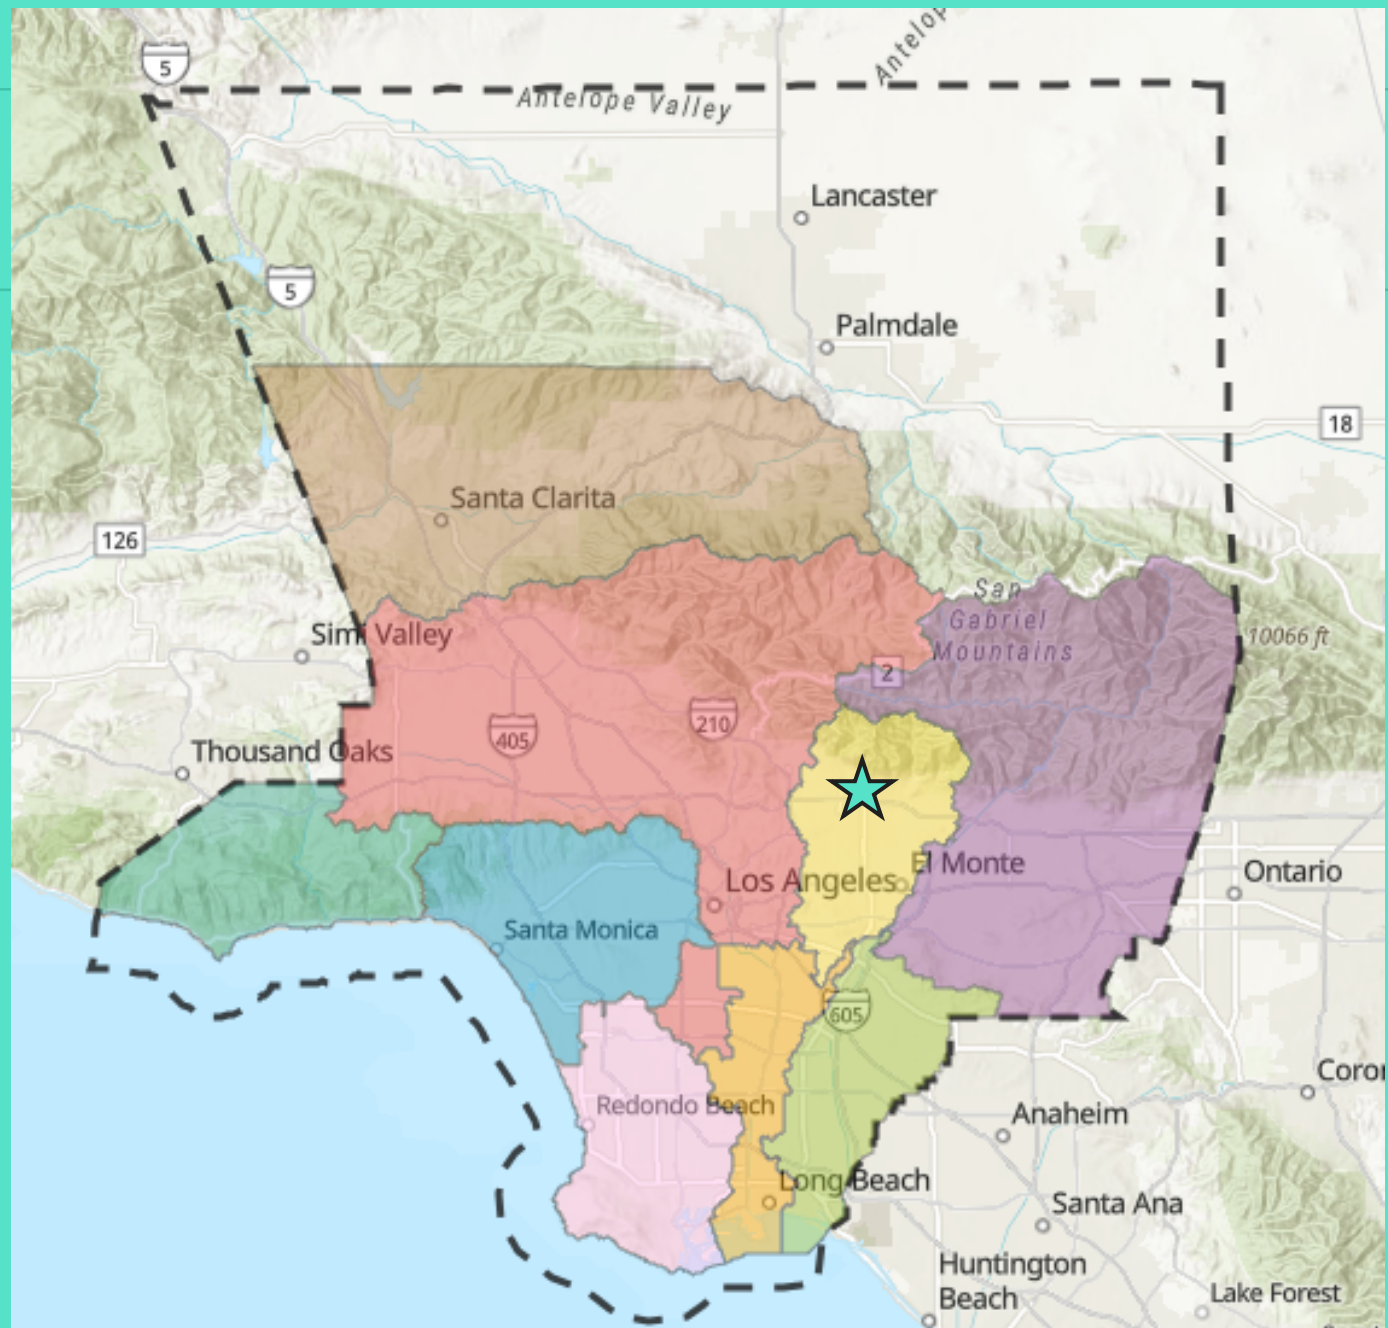 5
Antelop
Antelope Valley
Lancaster
5
Palmdale
18
Santa Clarita
126
San
Gabriel
Mountains
Simi Valley
10066 ft
2
210
405
Thousand Oaks
El Monte
Ontario
Los Angeles
Santa Monica
605
Coror
Redondo Beach
Anaheim
Long Beach
Santa Ana
Huntington
Beach
Lake Forest